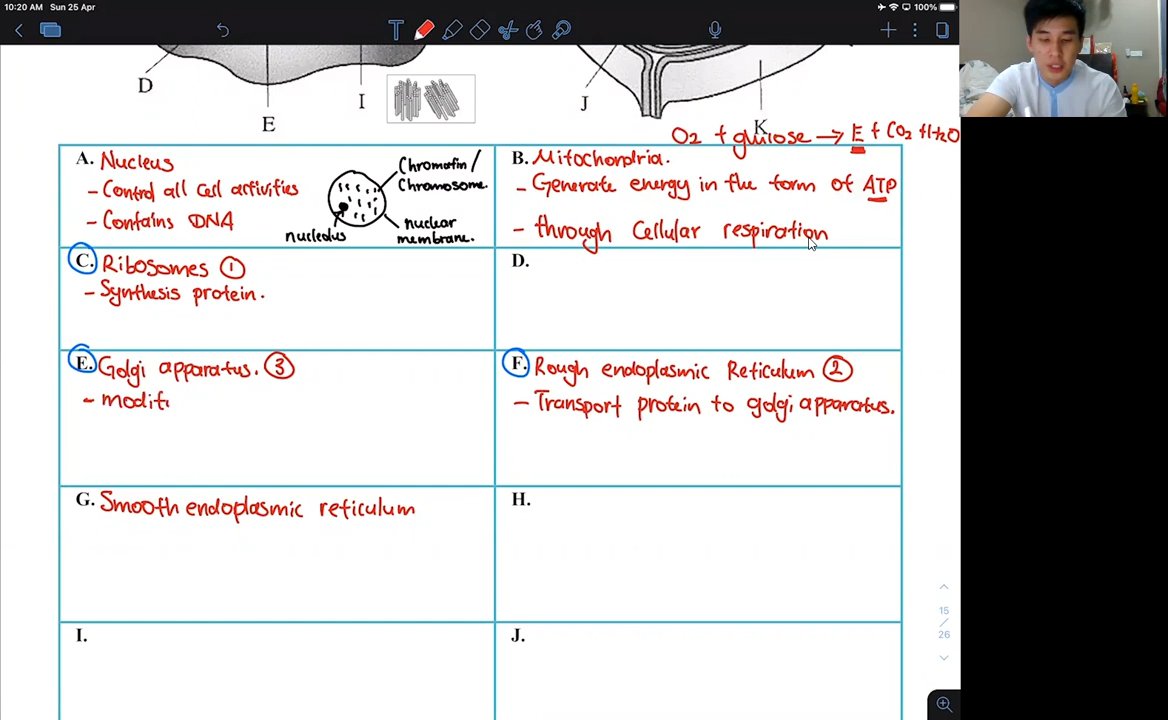 10:20 AM Sun 25 Apr
100%
D
E
I
J
K
O2 + gulose → E + CO2 + H2O
A. Nucleus
- Control all cell activities
- Contains DNA
Chromatin /
Chromosome.
nucleolus
nuclear
membrane.
B. Mitochondria.
- Generate energy in the form of ATP
- through Cellular respiration
C. Ribosomes ①
- Synthesis protein.
D.
E. Golgi apparatus. ③
- modif
F. Rough endoplasmic Reticulum ②
- Transport protein to golgi apparatus.
G. Smooth endoplasmic reticulum
H.
I.
J.
15
26